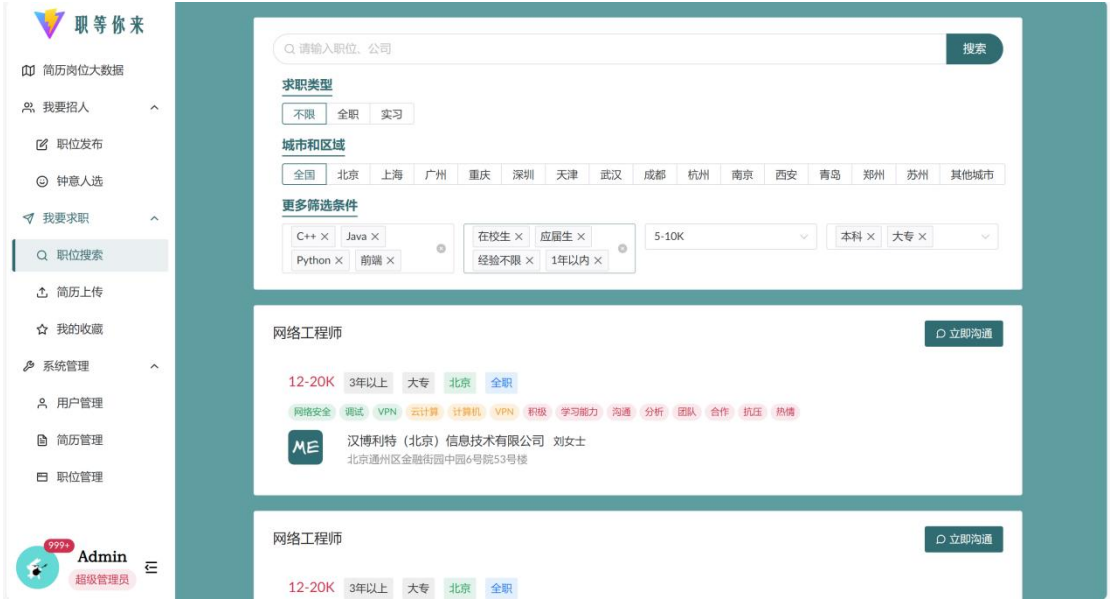 职等你来
简历岗位大数据
我要招人
职位发布
钟意人选
我要求职
职位搜索
简历上传
我的收藏
系统管理
用户管理
简历管理
职位管理
999+
Admin
超级管理员
请输入职位、公司
搜索
求职类型
不限 全职 实习
城市和区域
全国 北京 上海 广州 重庆 深圳 天津 武汉 成都 杭州 南京 西安 青岛 郑州 苏州 其他城市
更多筛选条件
C++ × Java ×
Python × 前端 ×
在校生 × 应届生 ×
经验不限 × 1年以内 ×
5-10K
本科 × 大专 ×
网络工程师
立即沟通
12-20K 3年以上 大专 北京 全职
网络安全 调试 VPN 云计算 计算机 VPN 积极 学习能力 沟通 分析 团队 合作 抗压 热情
ME
汉博利特（北京）信息技术有限公司 刘女士
北京通州区金融街园中园6号院53号楼
网络工程师
立即沟通
12-20K 3年以上 大专 北京 全职